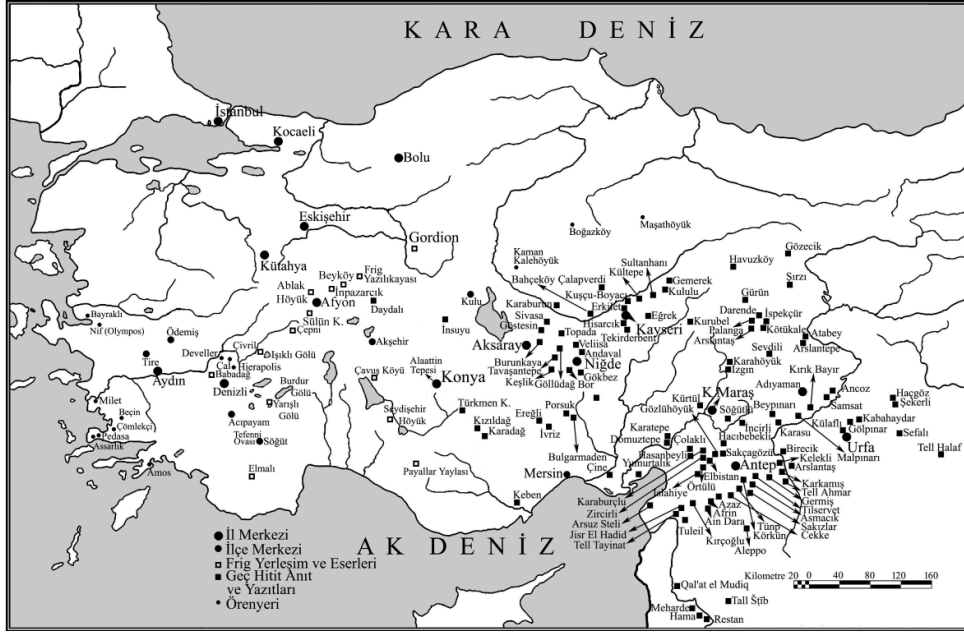 KARA DENİZ
İstanbul
Kocaeli
Bolu
Eskişehir
Gordion
Kütahya
Boğazköy
Maşathöyük
Kaman
Kalehöyük
Gözecik
Havuzköy
Şırzı
Sultanhanı
Kültepe
Gemerek
Kululu
Bahçeköy
Çalapverdi
Kuşçu-Boyacı
Erkilet
Hisarcık
Kayseri
Eğrek
Tekirderbent
Gürün
Darende
İspekçür
Kötükale
Kurubel
Palanga
Arslantaş
Atabey
Arslantepe
Sevdili
Karahöyük
Izgın
Beyköy
Frig
Yazılıkayası
İnpazarcık
Ablak
Höyük
Afyon
Daydalı
Sülün K.
Çepni
Kulu
İnsuyu
Karaburun
Sivasa
Göstesin
Topada
Aksaray
Burunkaya
Tavaşantepe
Keşlik
Göllüdağ
Bor
Veliisa
Andaval
Niğde
Gökbez
Bayraklı
Nif (Olympos)
Ödemiş
Tire
Aydın
Çivril
Işıklı Gölü
Develler
Çal
Hierapolis
Babadağ
Denizli
Burdur
Gölü
Yarışlı
Gölü
Akşehir
Alaattin
Tepesi
Konya
Çavuş Köyü
Seydişehir
Höyük
Türkmen K.
Kızıldağ
Karadağ
Ereğli
İvriz
Porsuk
Bulgarmaden
Milet
Beçin
Çömlekçi
Pedasa
Assarlık
Amos
Acıpayam
Tefenni
Ovası
Söğüt
Elmalı
Payallar Yaylası
Keben
Mersin
Çine
Yumurtalık
Karatepe
Domuztepe
Hasanbeyli
Çolaklı
Kürtül
Gözlühöyük
K.Maraş
Söğütlü
Hacıbebekli
İncirli
Sakçagözü
Beypınarı
Karasu
Adıyaman
Kırık Bayır
Ancoz
Samsat
Külaflı
Gölpınar
Malpınarı
Urfa
Kabahaydar
Haçgöz
Şekerli
Sefalı
Tell Halaf
Antep
Birecik
Kelekli
Arslantaş
Karkamış
Tell Ahmar
Germiş
Tilservet
Asmacık
Sakızlar
Cekke
Elbistan
Örtülü
Islahiye
Karaburçlu
Zircirli
Arsuz Steli
Jisr El Hadid
Tell Tayinat
Tuleil
Azaz
Afrin
Ain Dara
Kırçoğlu
Tünp
Körkün
Aleppo
AK DENİZ
İl Merkezi
İlçe Merkezi
Frig Yerleşim ve Eserleri
Geç Hitit Anıt
ve Yazıtları
Örenyeri
Kilometre 20 0 40 80 120 160
Qal'at el Mudiq
Tall Šṭīb
Meharde
Hama
Restan